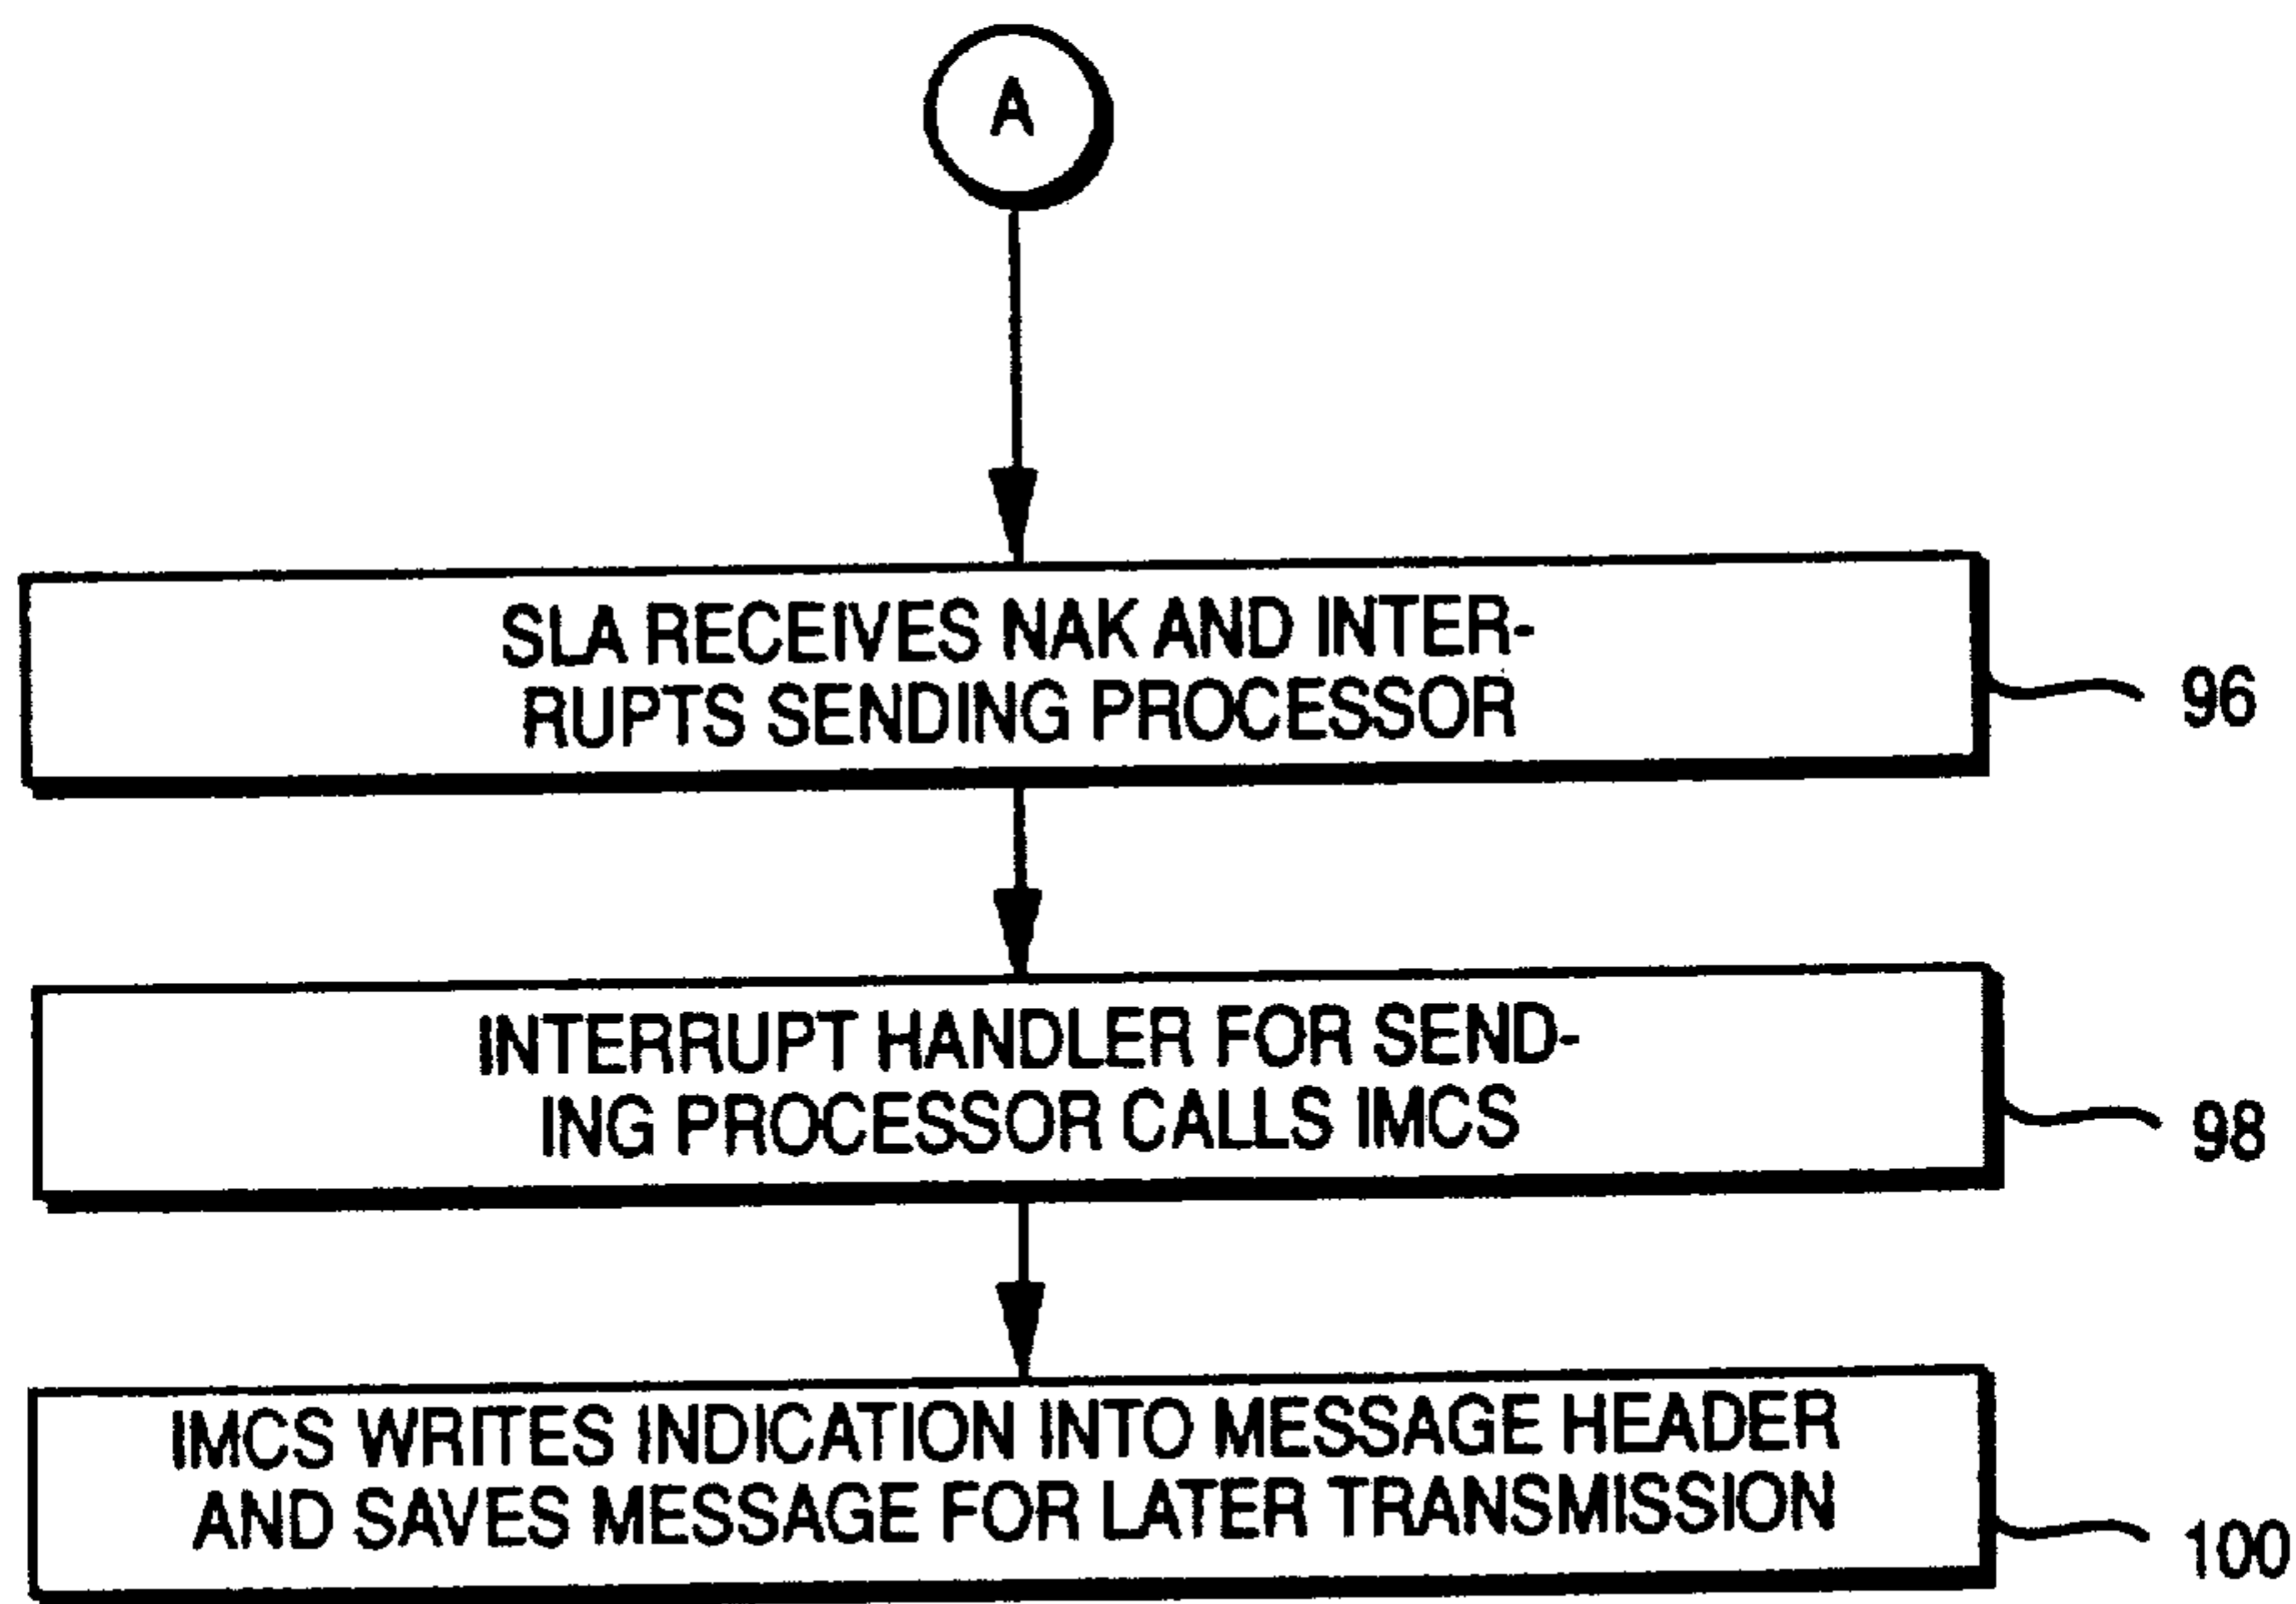 A
SLA RECEIVES NAK AND INTER-
RUPTS SENDING PROCESSOR
96
INTERRUPT HANDLER FOR SEND-
ING PROCESSOR CALLS IMCS
98
IMCS WRITES INDICATION INTO MESSAGE HEADER
AND SAVES MESSAGE FOR LATER TRANSMISSION
100